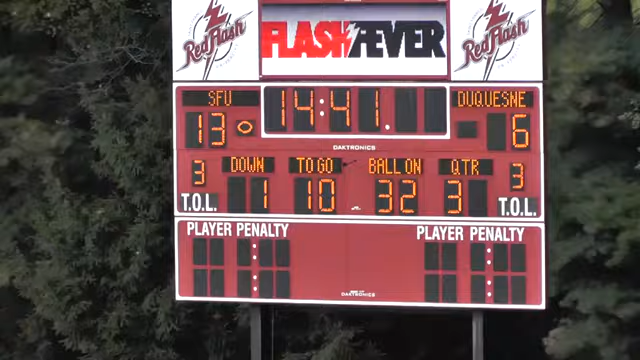 Red Flash
FLASH FEVER
Red Flash
SFU 14:41. DUQUESNE
13 6
DAKTRONICS
3 DOWN TO GO BALL ON QTR 3
T.O.L. 1 10 32 3 T.O.L.
PLAYER PENALTY PLAYER PENALTY
DAKTRONICS